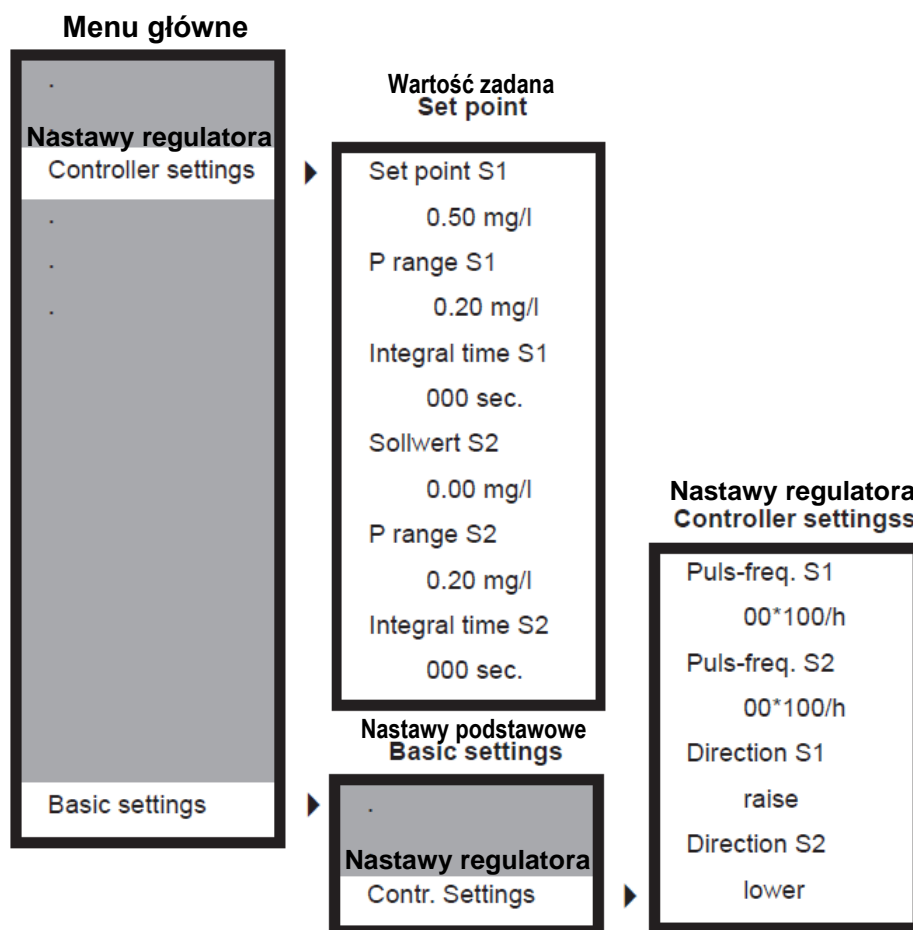 Menu główne
.
.
Nastawy regulatora
Controller settings
.
.
.
Basic settings
Wartość zadana
Set point
Set point S1
0.50 mg/l
P range S1
0.20 mg/l
Integral time S1
000 sec.
Sollwert S2
0.00 mg/l
P range S2
0.20 mg/l
Integral time S2
000 sec.
Nastawy podstawowe
Basic settings
.
Nastawy regulatora
Contr. Settings
Nastawy regulatora
Controller settingss
Puls-freq. S1
00*100/h
Puls-freq. S2
00*100/h
Direction S1
raise
Direction S2
lower